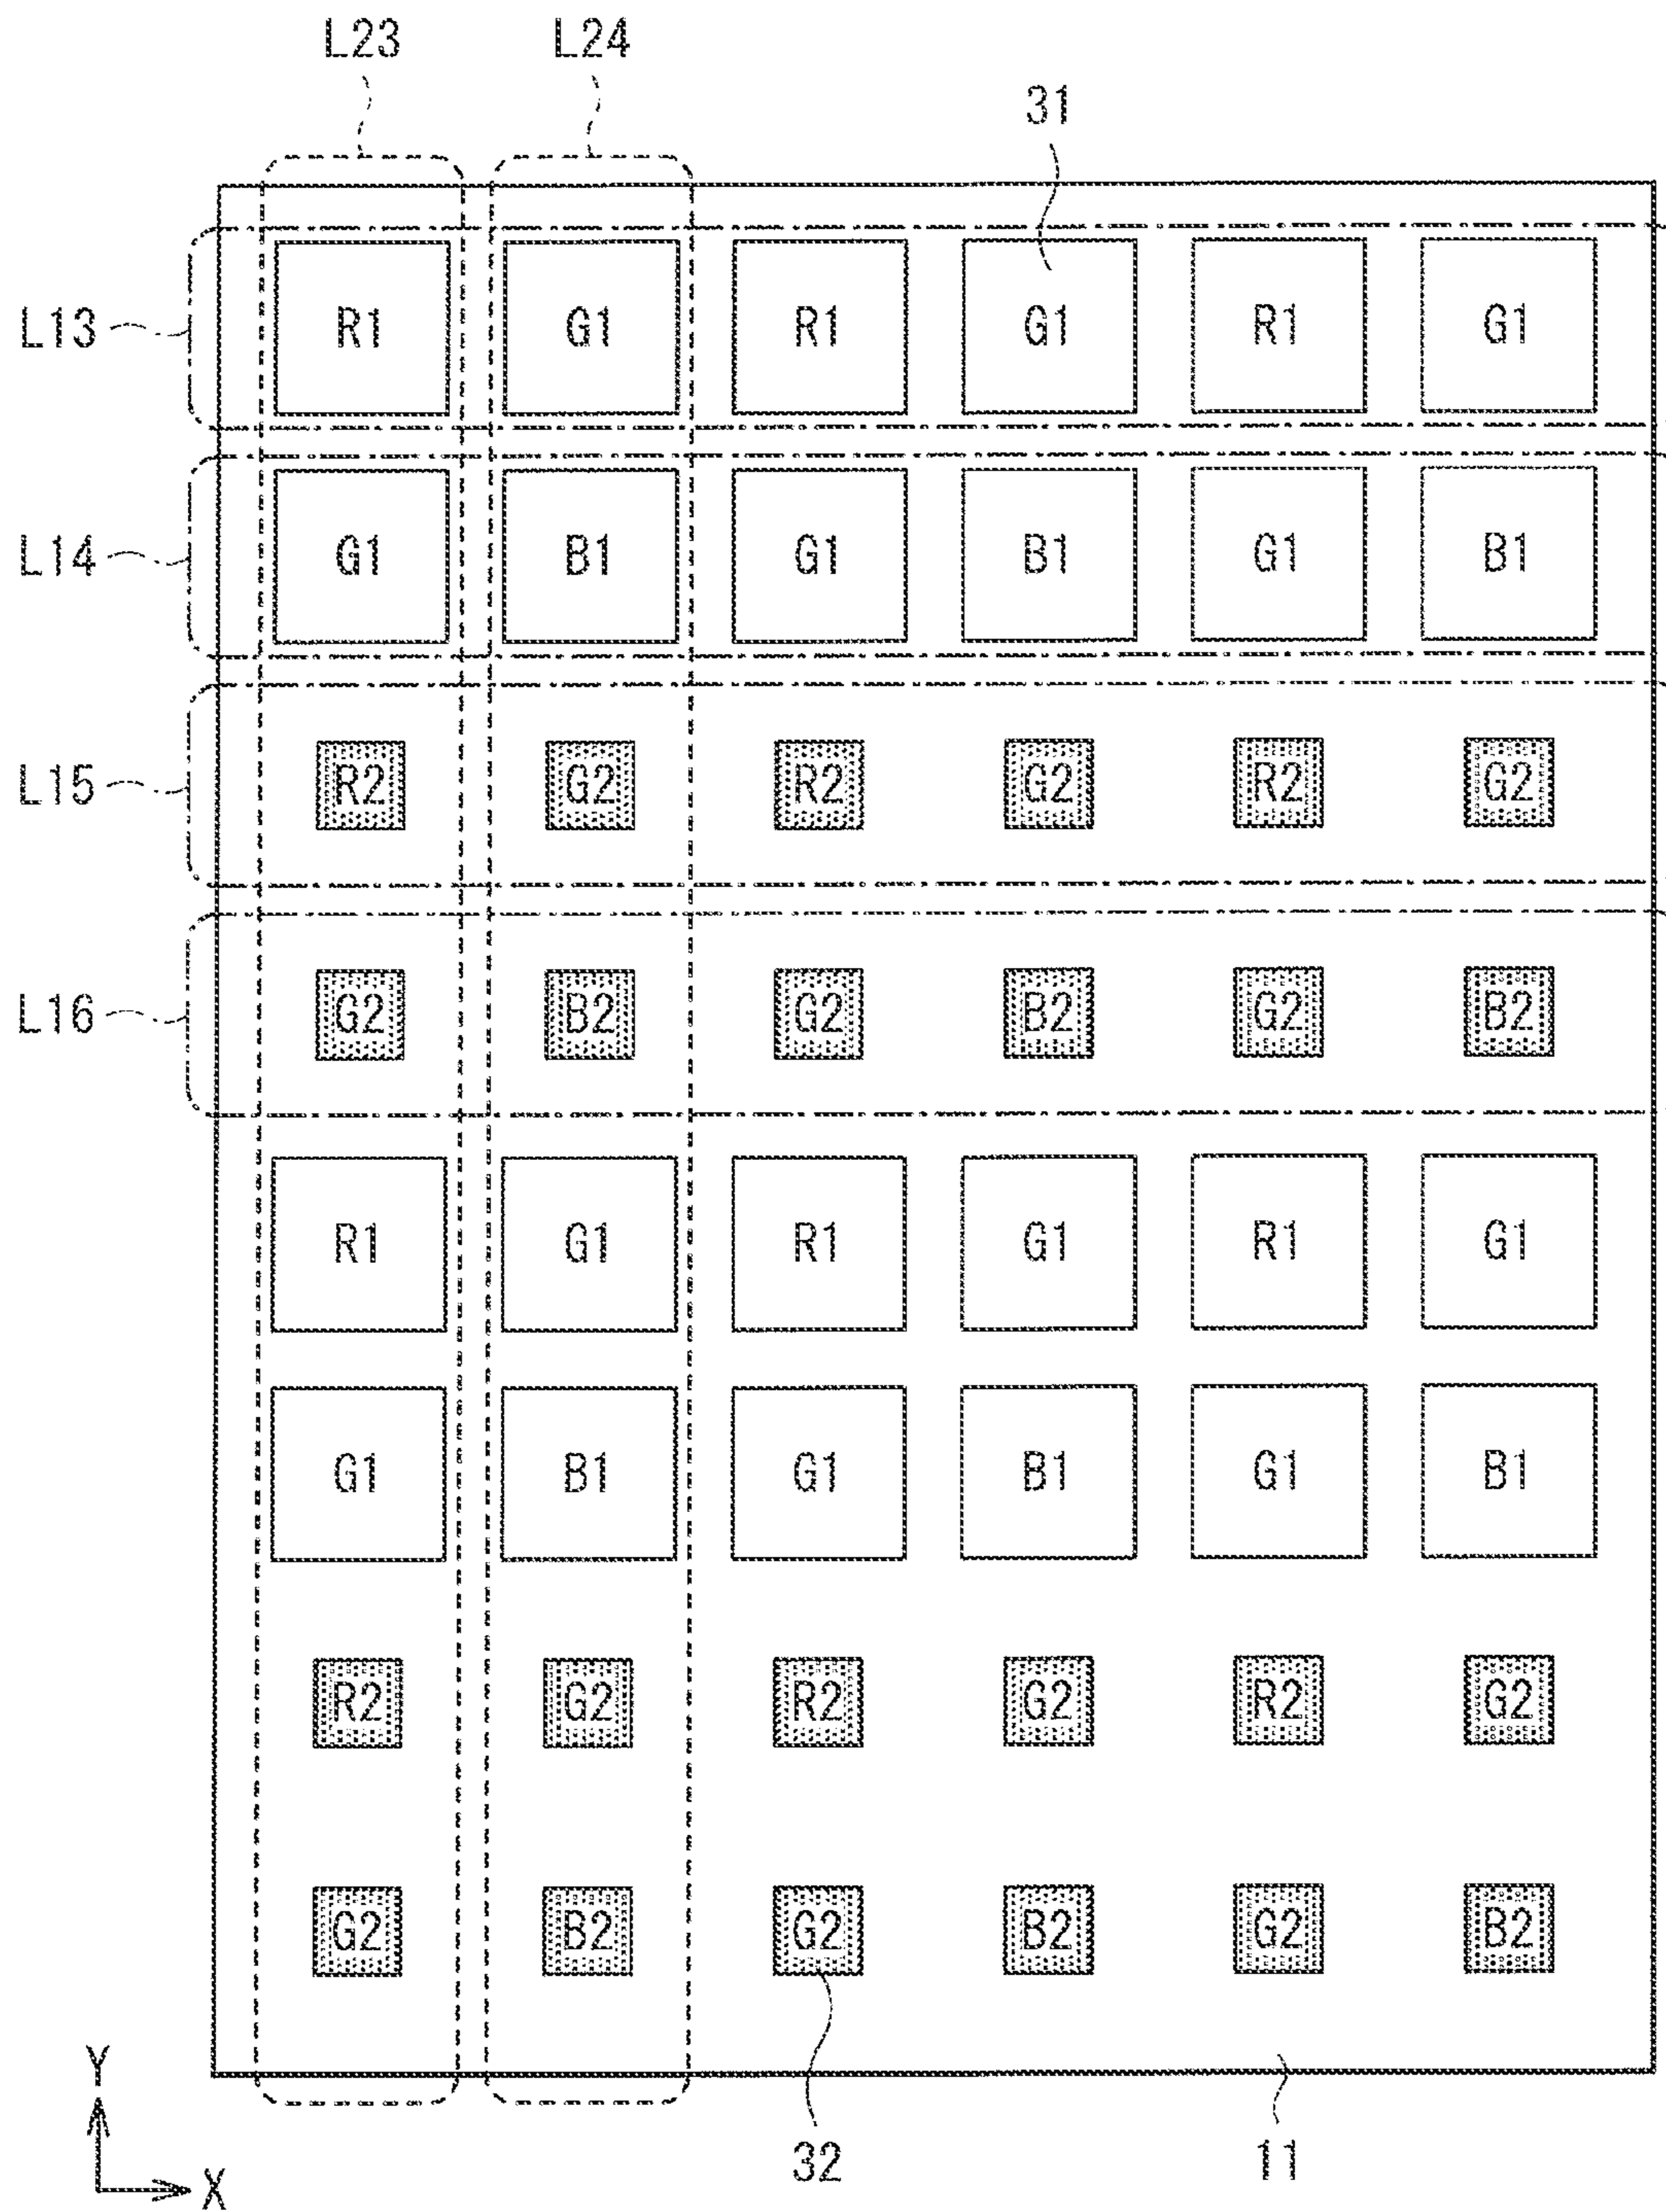 L23 L24
31
L13 R1 G1 R1 G1 R1 G1
L14 G1 B1 G1 B1 G1 B1
L15 R2 G2 R2 G2 R2 G2
L16 G2 B2 G2 B2 G2 B2
R1 G1 R1 G1 R1 G1
G1 B1 G1 B1 G1 B1
R2 G2 R2 G2 R2 G2
G2 B2 G2 B2 G2 B2
Y
X
32 11